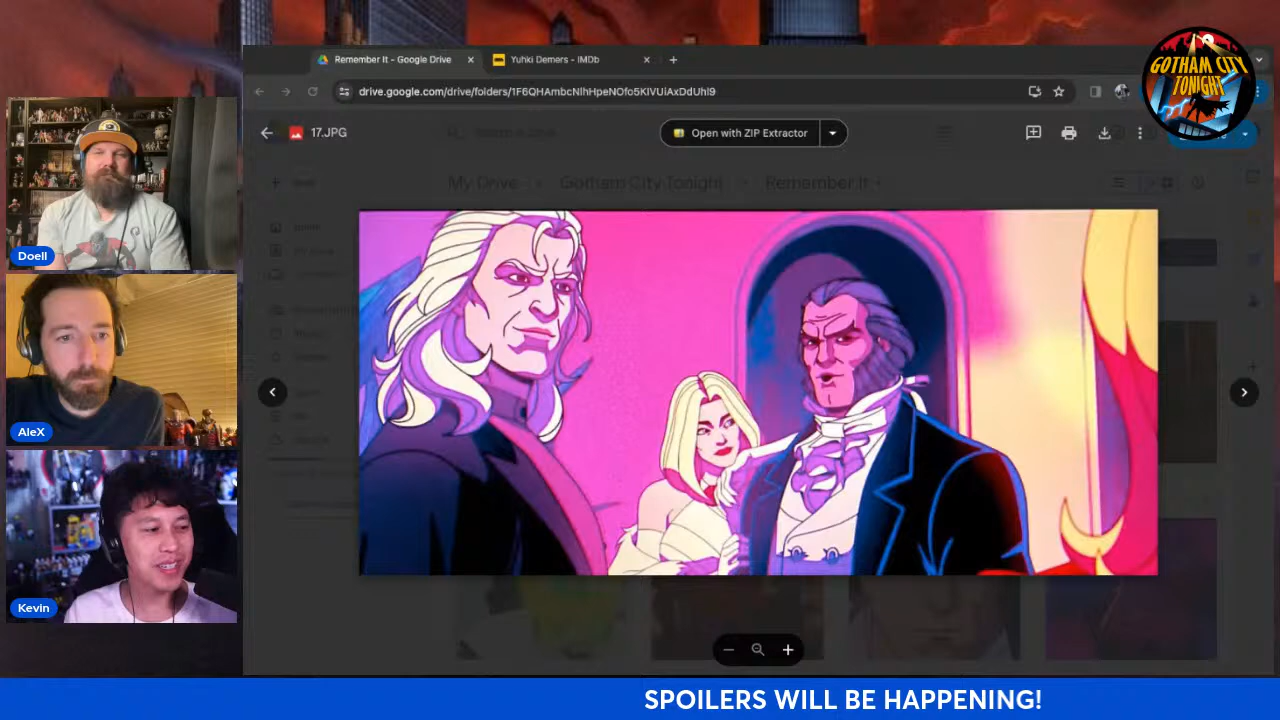 Remember It - Google Drive
Yuhki Demers - IMDb
drive.google.com/drive/folders/1F6QHAmbcNlhHpeNOfo5KIVUiAxDdUhl9
GOTHAM CITY
TONIGHT
17.JPG
Open with ZIP Extractor
My Drive
Gotham City Tonight
Remember It
Doell
AleX
Kevin
SPOILERS WILL BE HAPPENING!